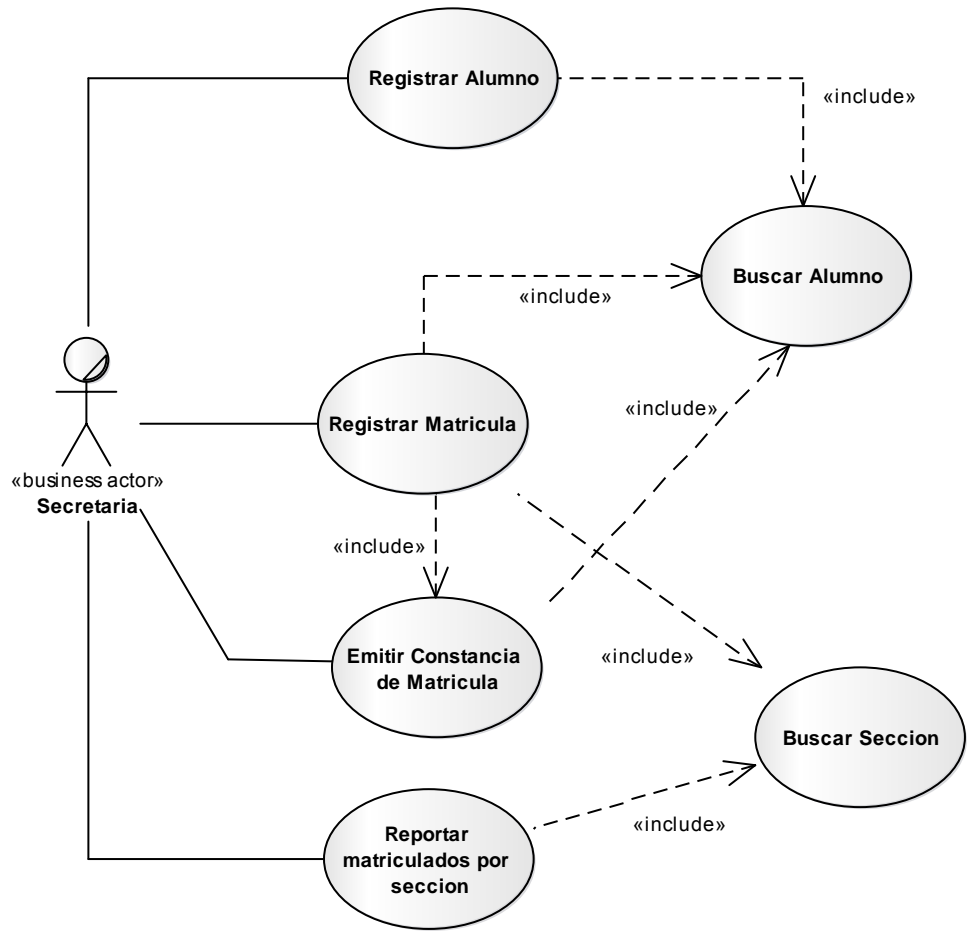 Registrar Alumno
«include»
Buscar Alumno
«include»
Registrar Matricula
«include»
«business actor»
Secretaria
«include»
Emitir Constancia
de Matricula
«include»
Buscar Seccion
Reportar
matriculados por
seccion
«include»